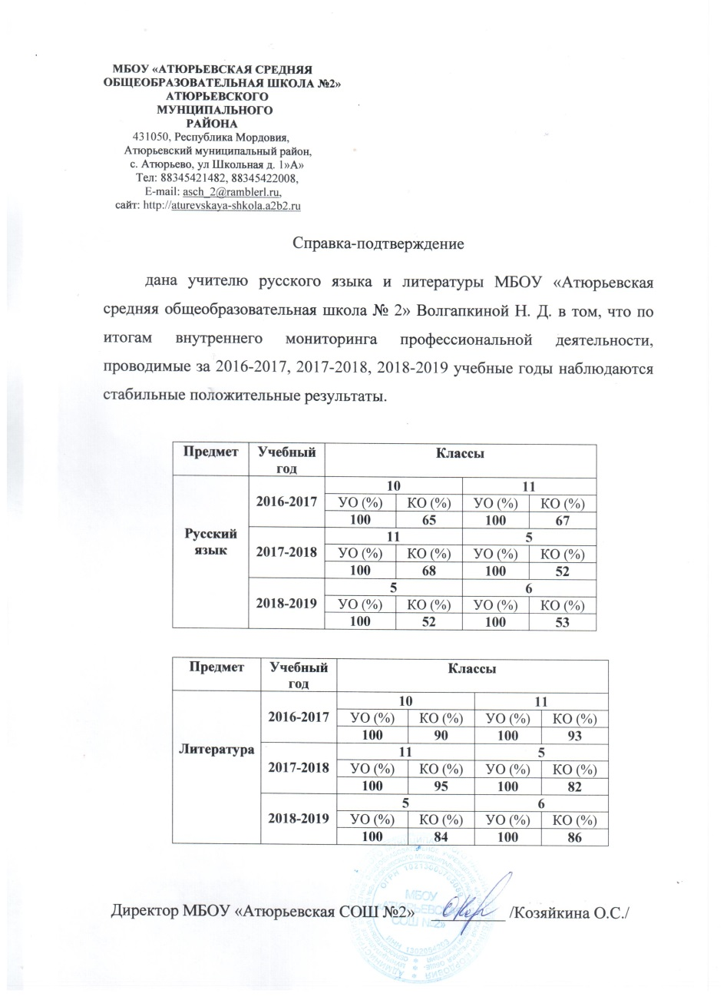 МБОУ «АТЮРЬЕВСКАЯ СРЕДНЯЯ
ОБЩЕОБРАЗОВАТЕЛЬНАЯ ШКОЛА №2»
АТЮРЬЕВСКОГО
МУНЦИПАЛЬНОГО
РАЙОНА
431050, Республика Мордовия,
Атюрьевский муниципальный район,
с. Атюрьево, ул Школьная д. 1»А»
Тел: 88345421482, 88345422008,
E-mail: asch_2@ramblerl.ru,
сайт: http://aturevskaya-shkola.a2b2.ru
Справка-подтверждение
дана учителю русского языка и литературы МБОУ «Атюрьевская
средняя общеобразовательная школа № 2» Волгапкиной Н. Д. в том, что по
итогам внутреннего мониторинга профессиональной деятельности,
проводимые за 2016-2017, 2017-2018, 2018-2019 учебные годы наблюдаются
стабильные положительные результаты.
Предмет Учебный год Классы
Русский язык
2016-2017
10 11
УО (%) КО (%) УО (%) КО (%)
100 65 100 67
2017-2018
11 5
УО (%) КО (%) УО (%) КО (%)
100 68 100 52
2018-2019
5 6
УО (%) КО (%) УО (%) КО (%)
100 52 100 53
Предмет Учебный год Классы
Литература
2016-2017
10 11
УО (%) КО (%) УО (%) КО (%)
100 90 100 93
2017-2018
11 5
УО (%) КО (%) УО (%) КО (%)
100 95 100 82
2018-2019
5 6
УО (%) КО (%) УО (%) КО (%)
100 84 100 86
Директор МБОУ «Атюрьевская СОШ №2» /Козяйкина О.С./
МБОУ
«АТЮРЬЕВСКАЯ
СОШ №2»